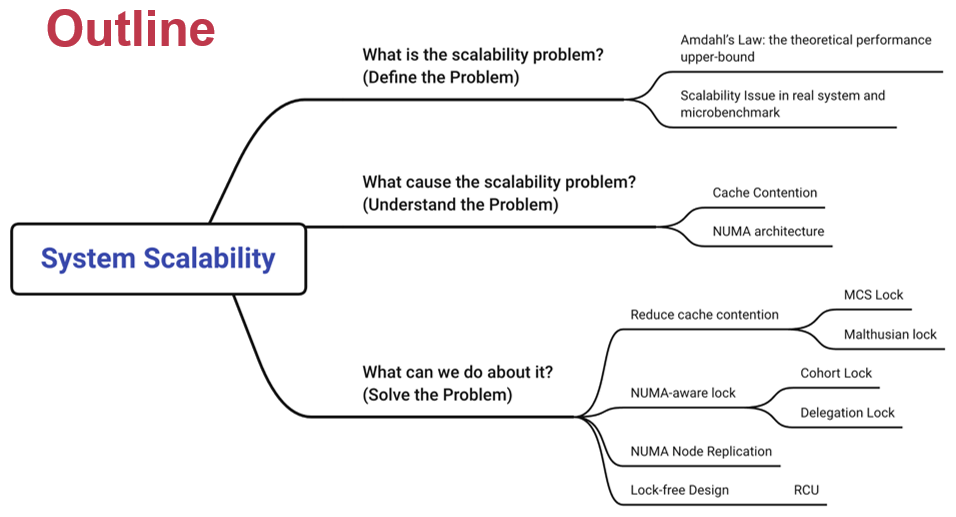 Outline
What is the scalability problem?
(Define the Problem)
Amdahl's Law: the theoretical performance
upper-bound
Scalability Issue in real system and
microbenchmark
What cause the scalability problem?
(Understand the Problem)
Cache Contention
NUMA architecture
System Scalability
What can we do about it?
(Solve the Problem)
Reduce cache contention
MCS Lock
Malthusian lock
NUMA-aware lock
Cohort Lock
Delegation Lock
NUMA Node Replication
Lock-free Design
RCU